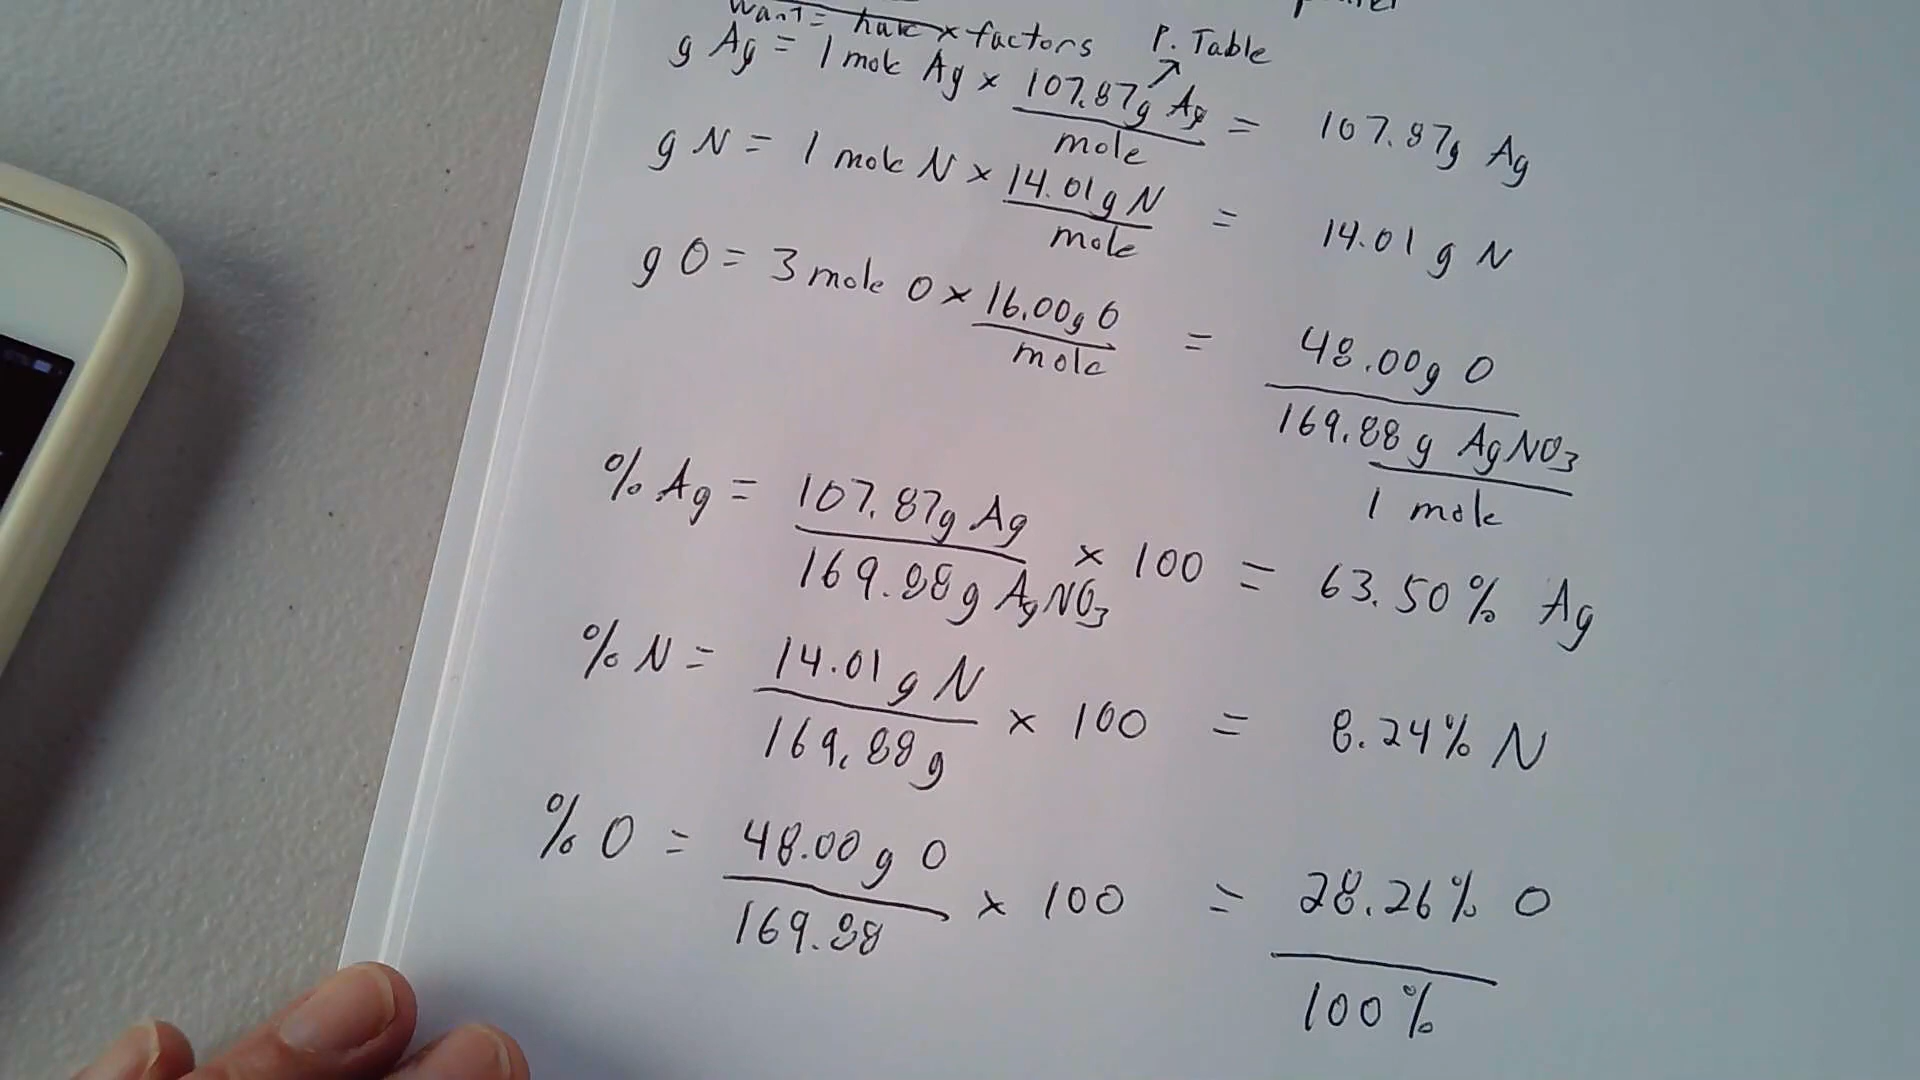 want = have x factors P. Table
g Ag = 1 mole Ag x 107.87g Ag / mole = 107.87g Ag
g N = 1 mole N x 14.01g N / mole = 14.01 g N
g O = 3 mole O x 16.00g O / mole = 48.00g O
169.88 g AgNO3
1 mole
% Ag = 107.87g Ag / 169.88g AgNO3 x 100 = 63.50% Ag
% N = 14.01 g N / 169.88g x 100 = 8.24% N
% O = 48.00 g O / 169.88 x 100 = 28.26% O
100%